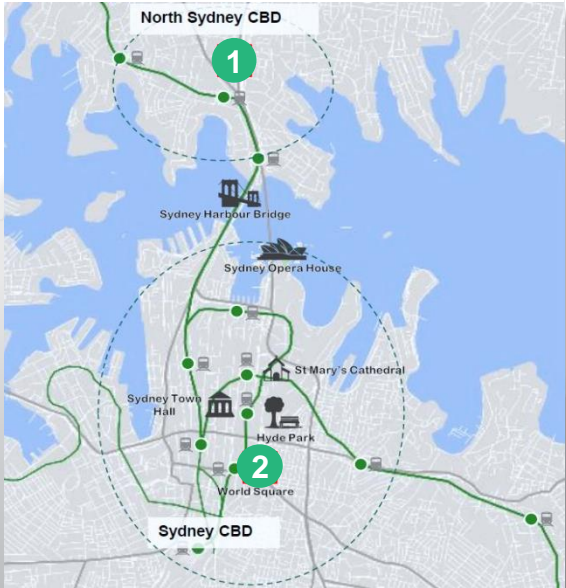 North Sydney CBD
1
Sydney Harbour Bridge
Sydney Opera House
St Mary's Cathedral
Sydney Town
Hall
Hyde Park
2
World Square
Sydney CBD